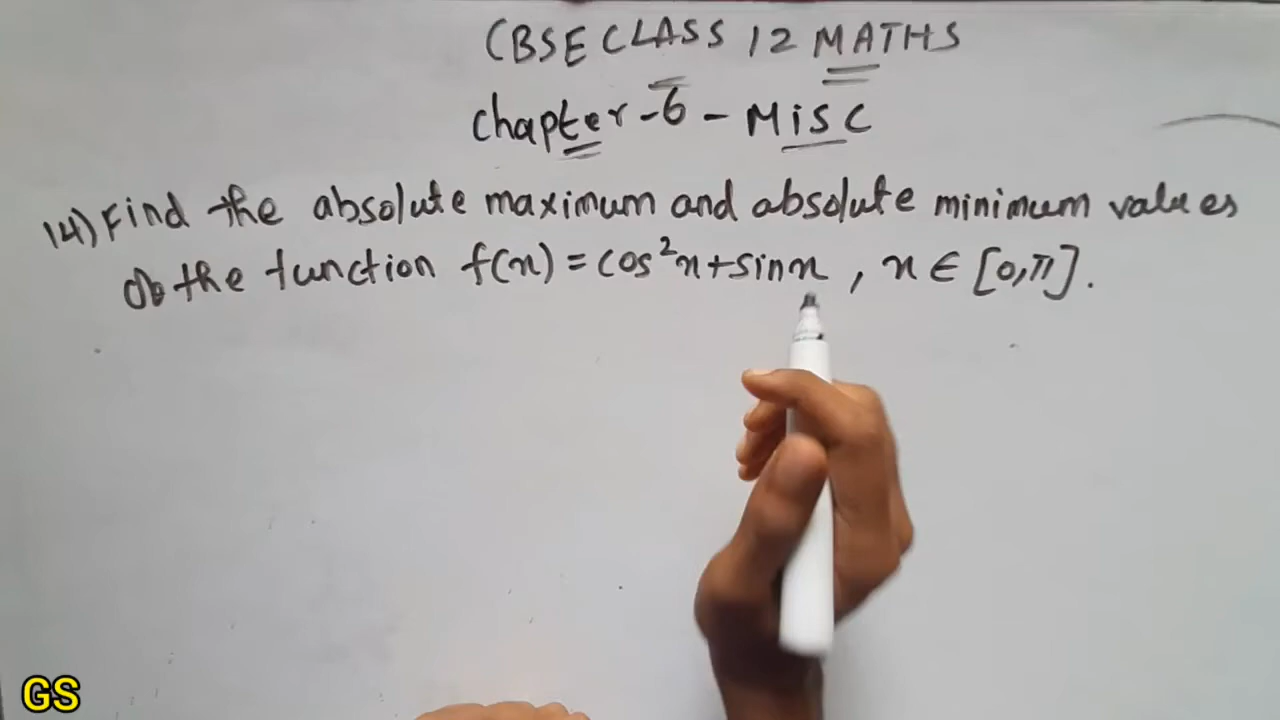 CBSE CLASS 12 MATHS
chapter-6 - MiSC
14) Find the absolute maximum and absolute minimum values
of the function f(x) = cos²x + sinx , x ∈ [0,π].
GS